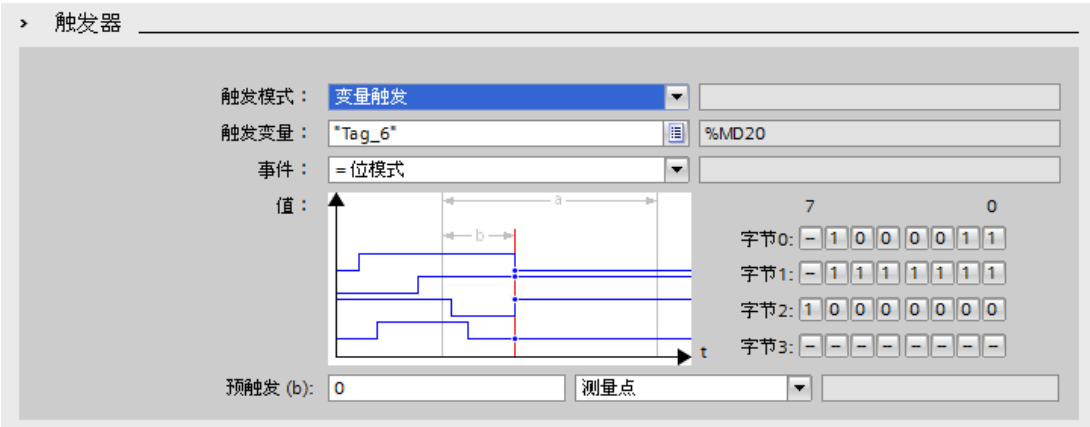 触发器
触发模式： 变量触发
触发变量： "Tag_6" %MD20
事件： =位模式
值： a 7 0
b 字节0: - 1 0 0 0 0 1 1
字节1: - 1 1 1 1 1 1 1
字节2: 1 0 0 0 0 0 0 0
t 字节3: - - - - - - - -
预触发 (b): 0 测量点